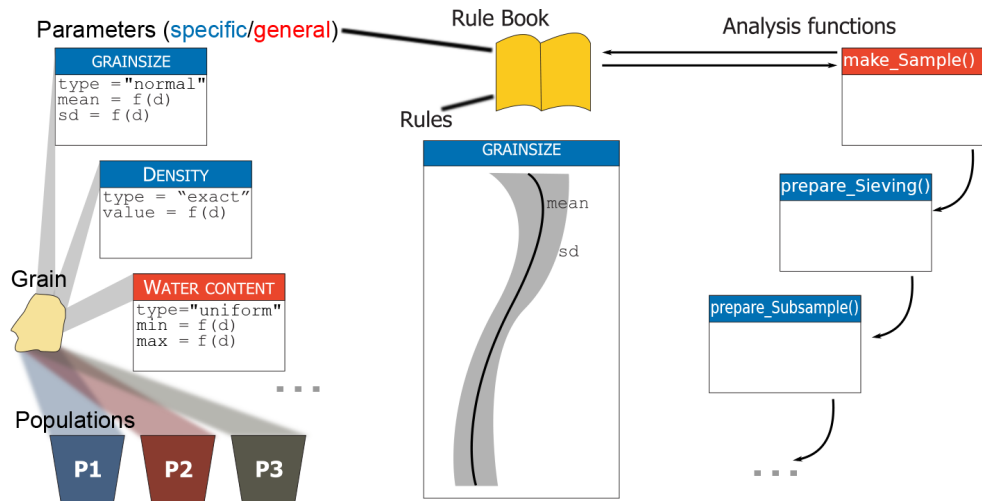 Parameters (specific/general)
GRAINSIZE
type ="normal"
mean = f(d)
sd = f(d)
DENSITY
type = “exact”
value = f(d)
Grain
WATER CONTENT
type="uniform"
min = f(d)
max = f(d)
...
Populations
P1
P2
P3
Rule Book
Rules
GRAINSIZE
mean
sd
Analysis functions
make_Sample()
prepare_Sieving()
prepare_Subsample()
...